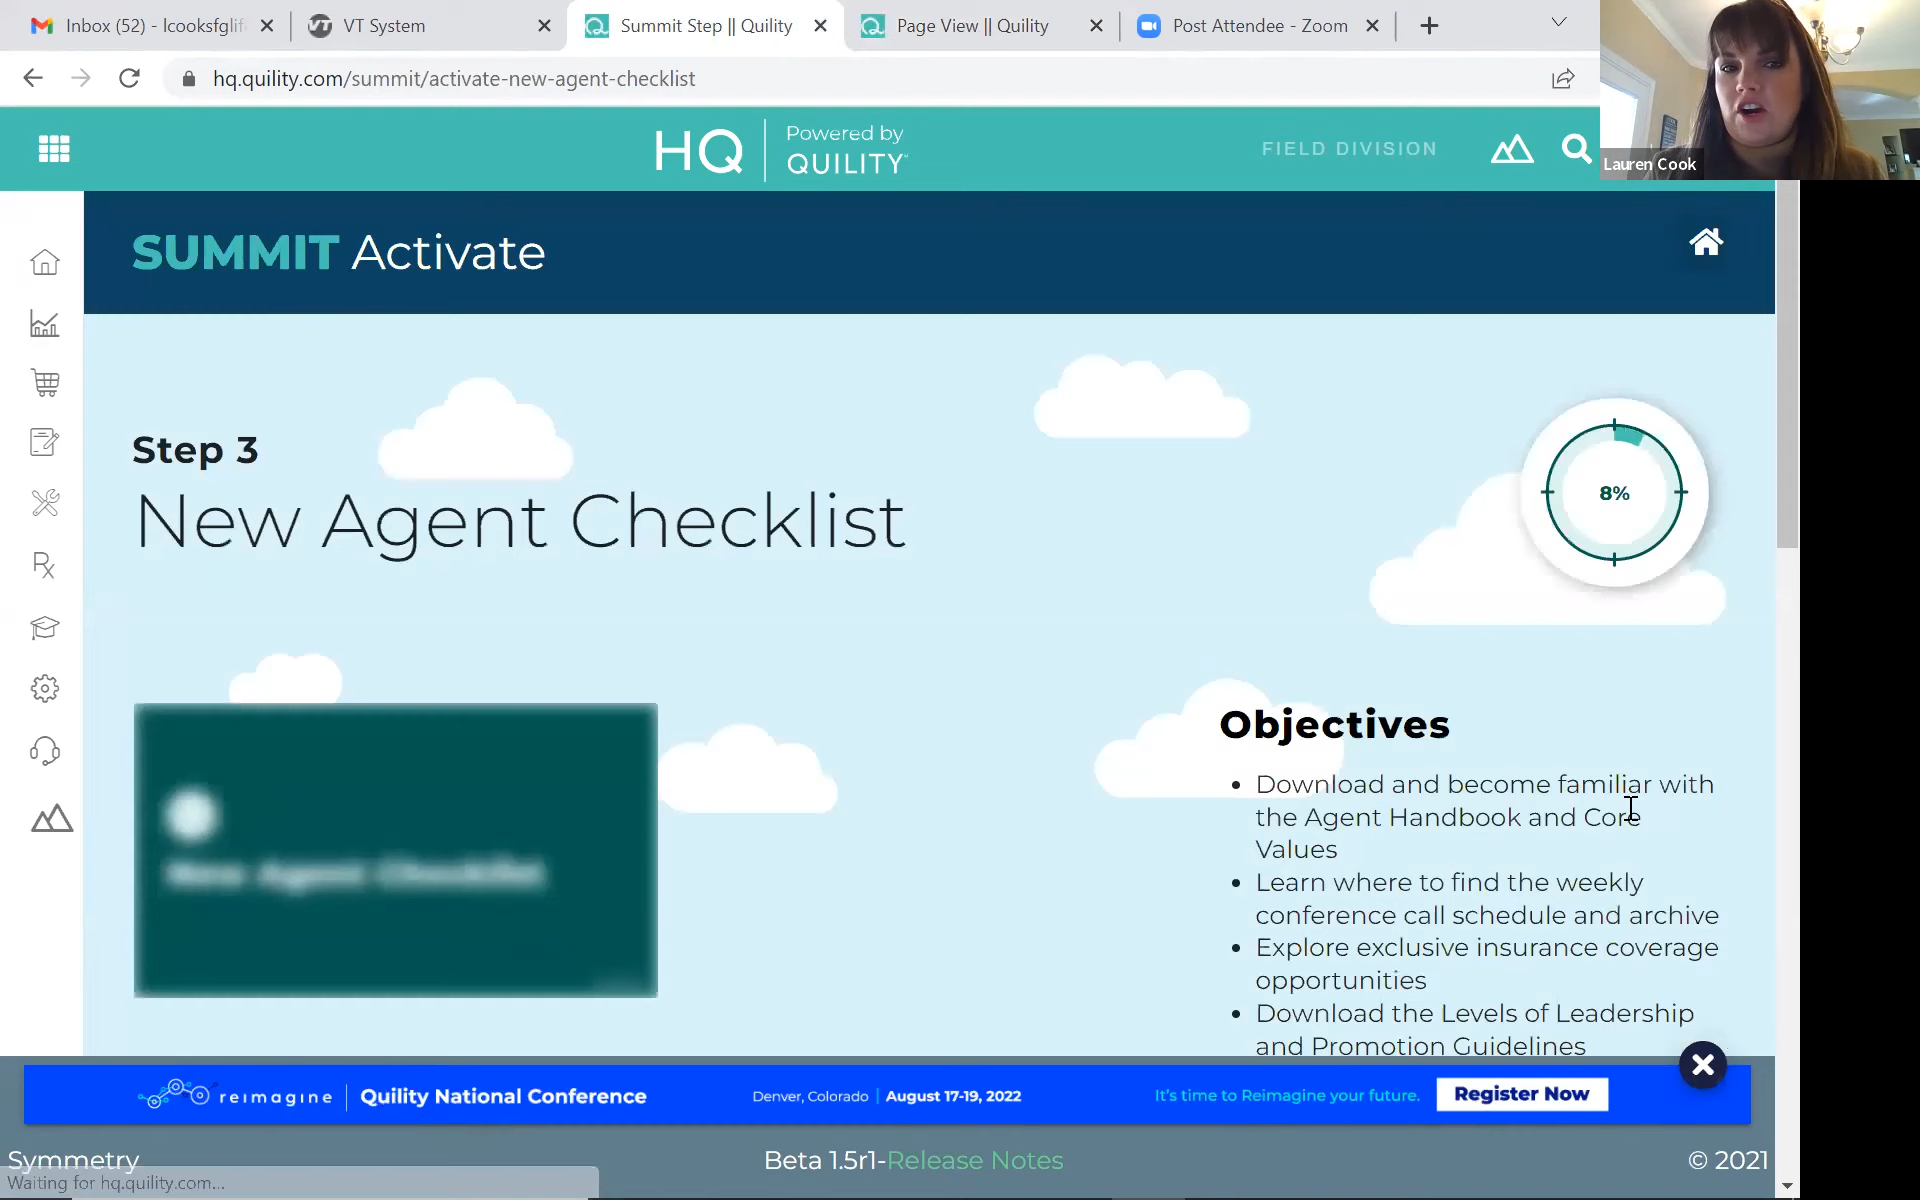 Inbox (52) - lcooksfglif
VT System
Summit Step || Quility
Page View || Quility
Post Attendee - Zoom
hq.quility.com/summit/activate-new-agent-checklist
HQ
Powered by
QUILITY
FIELD DIVISION
Lauren Cook
SUMMIT Activate
Step 3
New Agent Checklist
8%
New Agent Checklist
Objectives
• Download and become familiar with
the Agent Handbook and Core
Values
• Learn where to find the weekly
conference call schedule and archive
• Explore exclusive insurance coverage
opportunities
• Download the Levels of Leadership
and Promotion Guidelines
reimagine
Quility National Conference
Denver, Colorado | August 17-19, 2022
It's time to Reimagine your future.
Register Now
Symmetry
Beta 1.5r1-Release Notes
© 2021
Waiting for hq.quility.com...